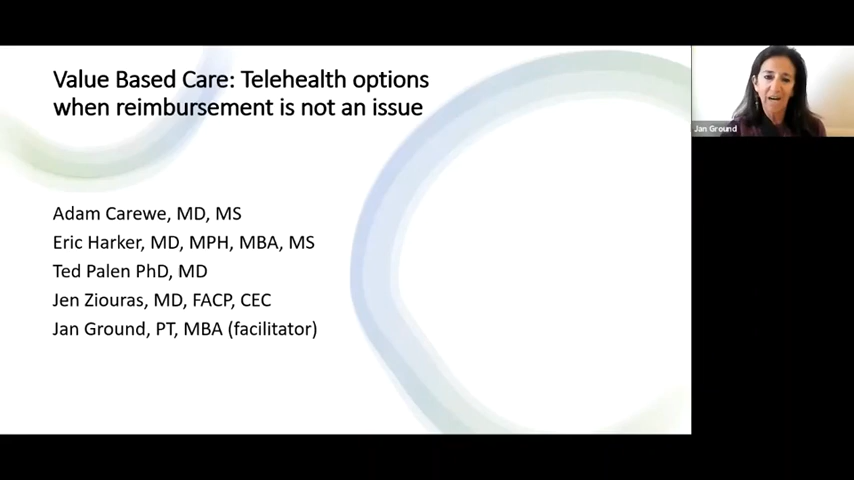 Value Based Care: Telehealth options
when reimbursement is not an issue
Adam Carewe, MD, MS
Eric Harker, MD, MPH, MBA, MS
Ted Palen PhD, MD
Jen Ziouras, MD, FACP, CEC
Jan Ground, PT, MBA (facilitator)
Jan Ground